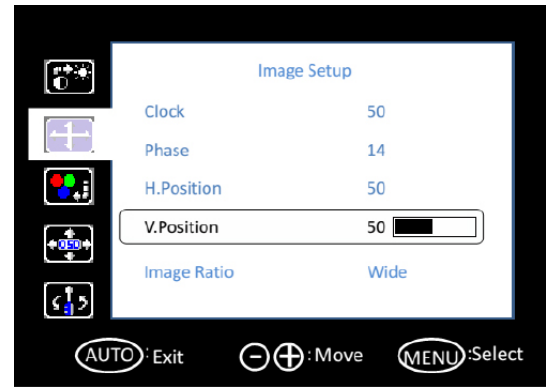 Image Setup
Clock 50
Phase 14
H.Position 50
V.Position 50
Image Ratio Wide
AUTO : Exit - + : Move MENU :Select